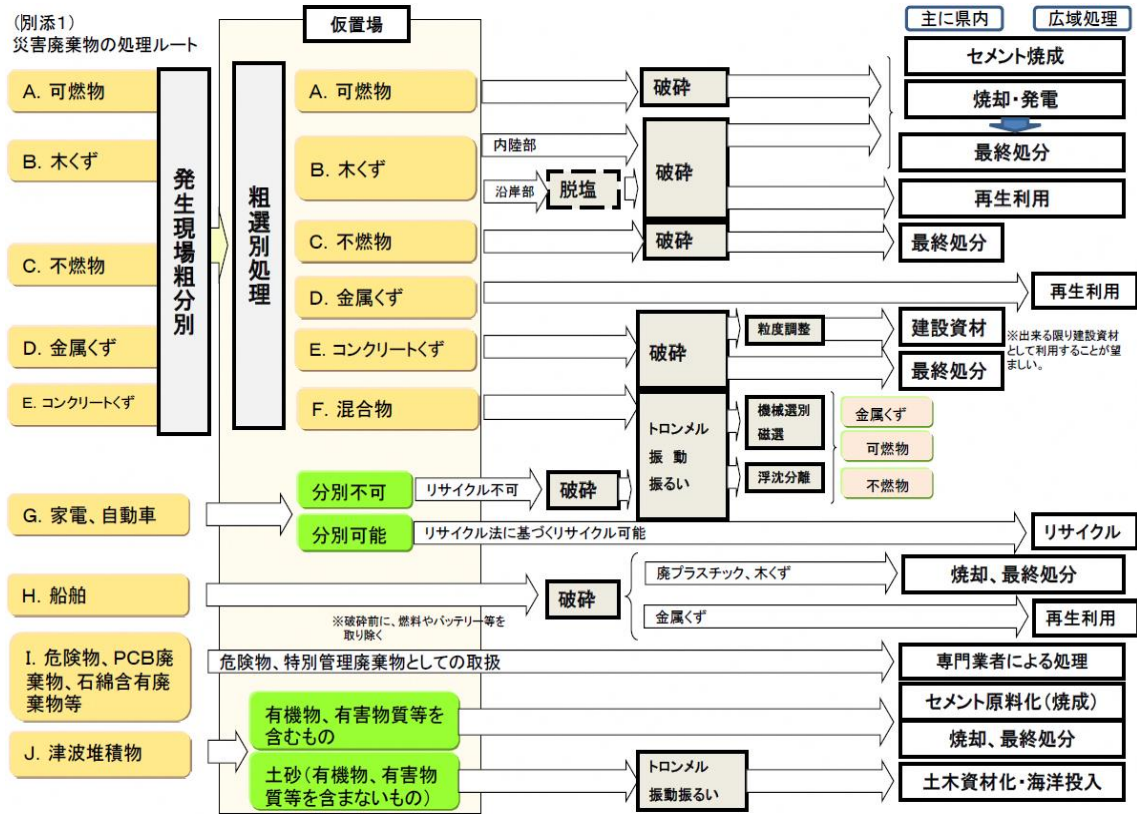 (別添1)
災害廃棄物の処理ルート
仮置場
主に県内
広域処理
A. 可燃物
B. 木くず
C. 不燃物
D. 金属くず
E. コンクリートくず
発生現場粗分別
粗選別処理
A. 可燃物
B. 木くず
C. 不燃物
D. 金属くず
E. コンクリートくず
F. 混合物
内陸部
沿岸部
脱塩
破砕
破砕
破砕
セメント焼成
焼却・発電
最終処分
再生利用
最終処分
再生利用
破砕
粒度調整
建設資材
※出来る限り建設資材
として利用することが望
ましい。
最終処分
トロンメル
振 動
振るい
機械選別
磁選
浮沈分離
金属くず
可燃物
不燃物
G. 家電、自動車
分別不可
リサイクル不可
破砕
分別可能
リサイクル法に基づくリサイクル可能
リサイクル
H. 船舶
※破砕前に、燃料やバッテリー等を
取り除く
破砕
廃プラスチック、木くず
焼却、最終処分
金属くず
再生利用
I. 危険物、PCB廃
棄物、石綿含有廃
棄物等
危険物、特別管理廃棄物としての取扱
専門業者による処理
J. 津波堆積物
有機物、有害物質等を
含むもの
セメント原料化(焼成)
焼却、最終処分
土砂(有機物、有害物
質等を含まないもの)
トロンメル
振動振るい
土木資材化・海洋投入